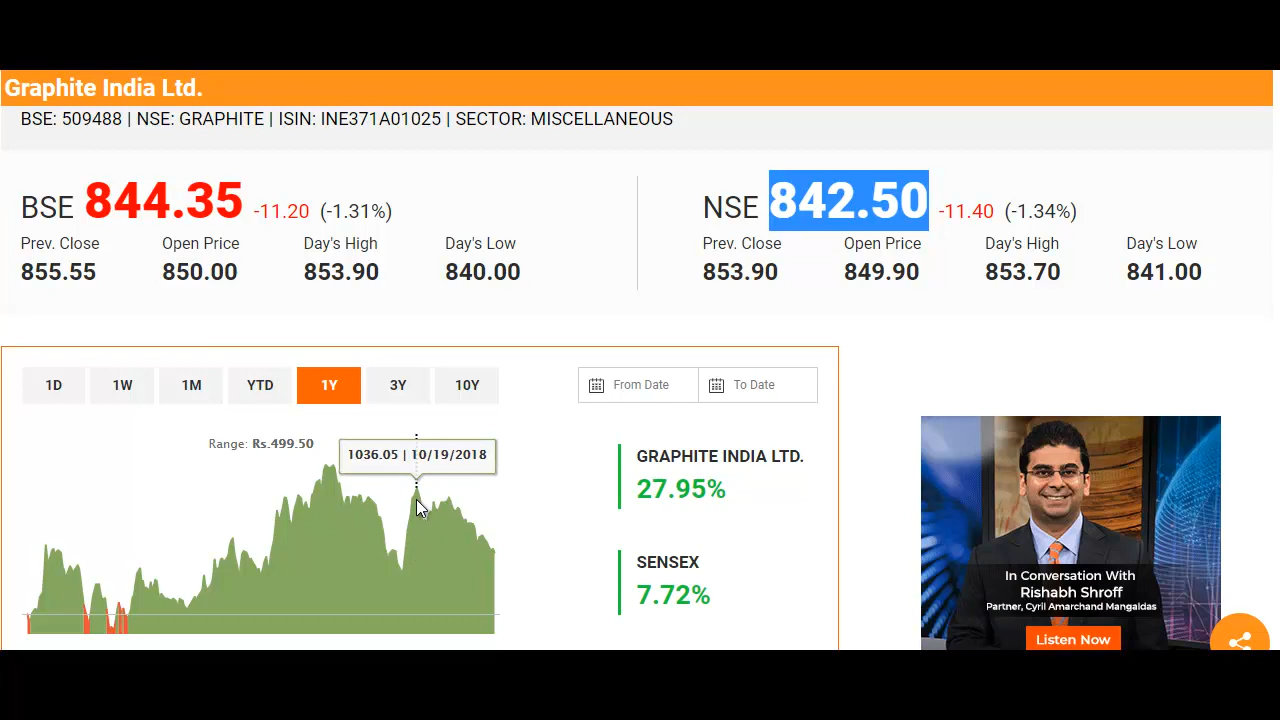 Graphite India Ltd.
BSE: 509488 | NSE: GRAPHITE | ISIN: INE371A01025 | SECTOR: MISCELLANEOUS
BSE 844.35 -11.20 (-1.31%)
Prev. Close Open Price Day's High Day's Low
855.55 850.00 853.90 840.00
NSE 842.50 -11.40 (-1.34%)
Prev. Close Open Price Day's High Day's Low
853.90 849.90 853.70 841.00
1D 1W 1M YTD 1Y 3Y 10Y
From Date To Date
Range: Rs.499.50
1036.05 | 10/19/2018
GRAPHITE INDIA LTD.
27.95%
SENSEX
7.72%
In Conversation With
Rishabh Shroff
Partner, Cyril Amarchand Mangaldas
Listen Now